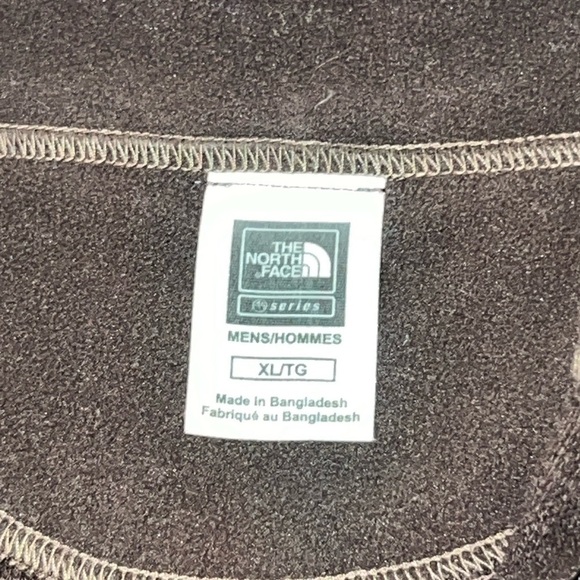 THE
NORTH
FACE
series
MENS/HOMMES
XL/TG
Made in Bangladesh
Fabriqué au Bangladesh